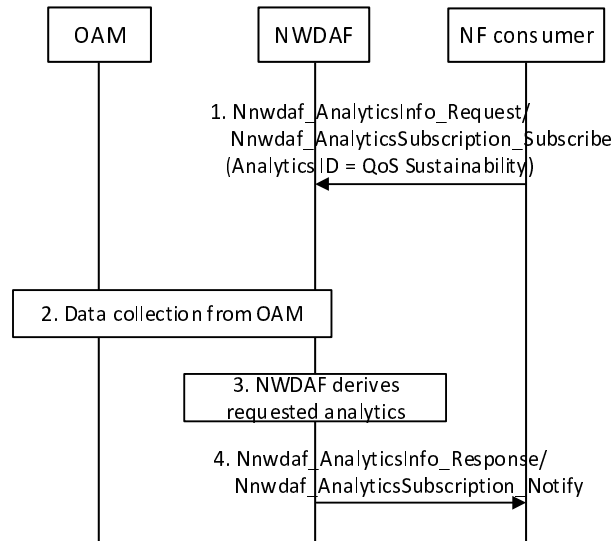 OAM
NWDAF
NF consumer
1. Nnwdaf_AnalyticsInfo_Request/
Nnwdaf_AnalyticsSubscription_Subscribe
(Analytics ID = QoS Sustainability)
2. Data collection from OAM
3. NWDAF derives
requested analytics
4. Nnwdaf_AnalyticsInfo_Response/
Nnwdaf_AnalyticsSubscription_Notify